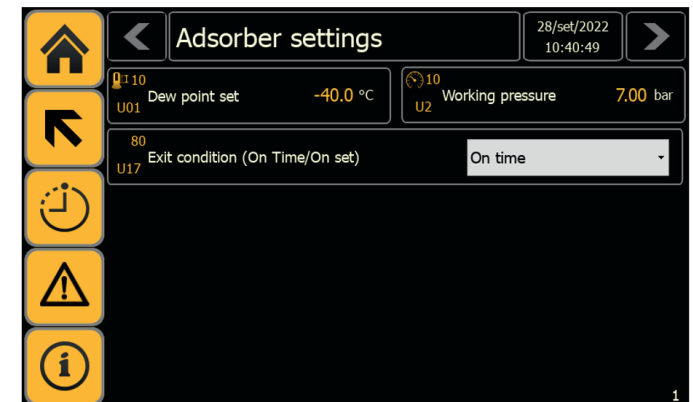 Adsorber settings
28/set/2022
10:40:49
10
U01 Dew point set -40.0 °C
10
U2 Working pressure 7.00 bar
80
U17 Exit condition (On Time/On set) On time
1